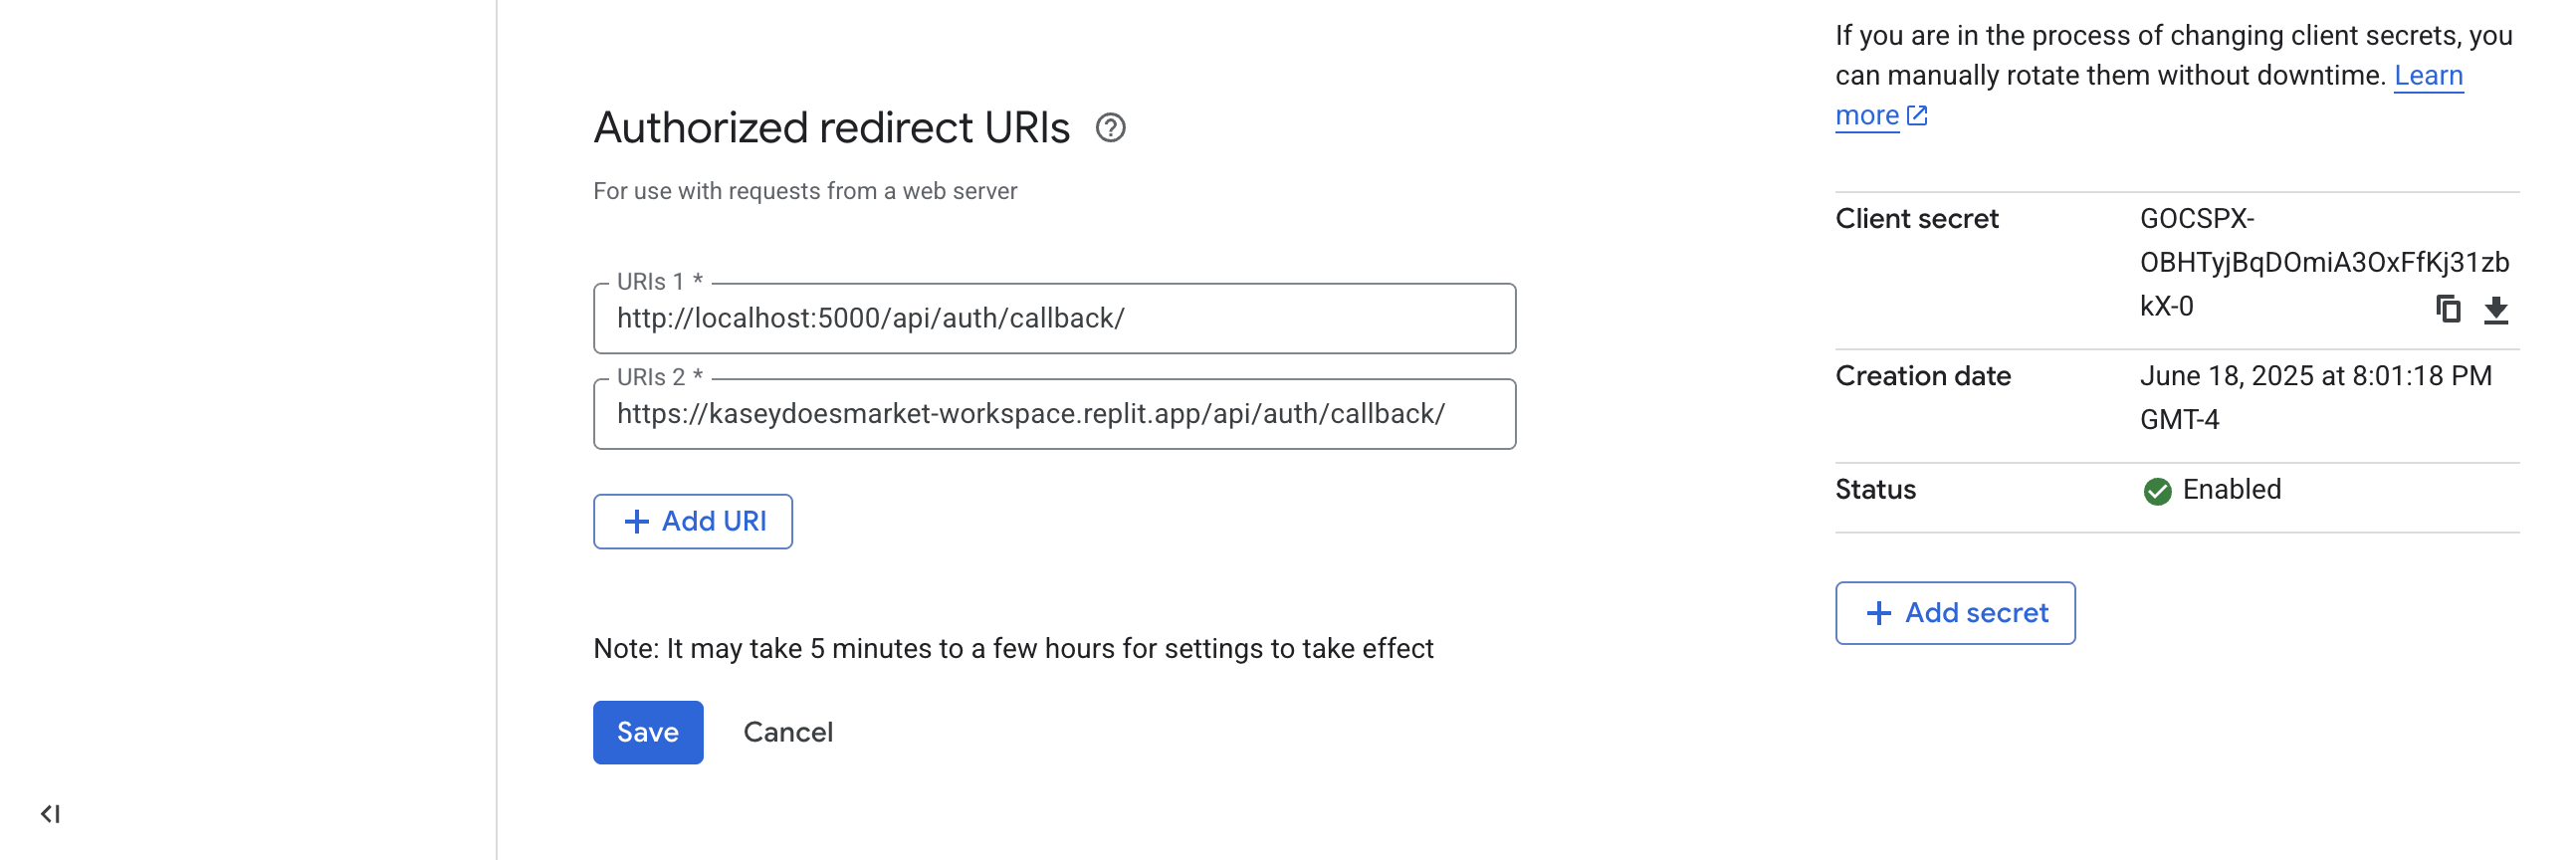 Authorized redirect URIs
For use with requests from a web server
URIs 1 *
http://localhost:5000/api/auth/callback/
URIs 2 *
https://kaseydoesmarket-workspace.replit.app/api/auth/callback/
+ Add URI
Note: It may take 5 minutes to a few hours for settings to take effect
Save Cancel
If you are in the process of changing client secrets, you
can manually rotate them without downtime. Learn
more
Client secret GOCSPX-
OBHTyjBqDOmiA3OxFfKj31zb
kX-0
Creation date June 18, 2025 at 8:01:18 PM
GMT-4
Status Enabled
+ Add secret